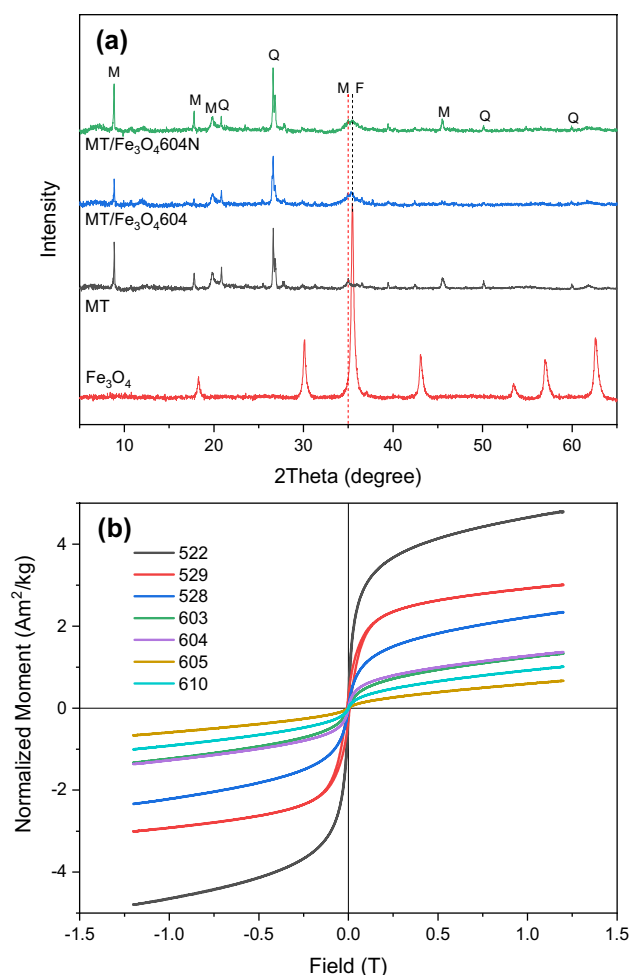 (a)
M
M
M
Q
Q
M F
M
Q
Q
MT/Fe₃O₄604N
MT/Fe₃O₄604
MT
Fe₃O₄
Intensity
10 20 30 40 50 60
2Theta (degree)
(b)
522
529
528
603
604
605
610
4
2
0
-2
-4
Normalized Moment (Am²/kg)
-1.5 -1.0 -0.5 0.0 0.5 1.0 1.5
Field (T)